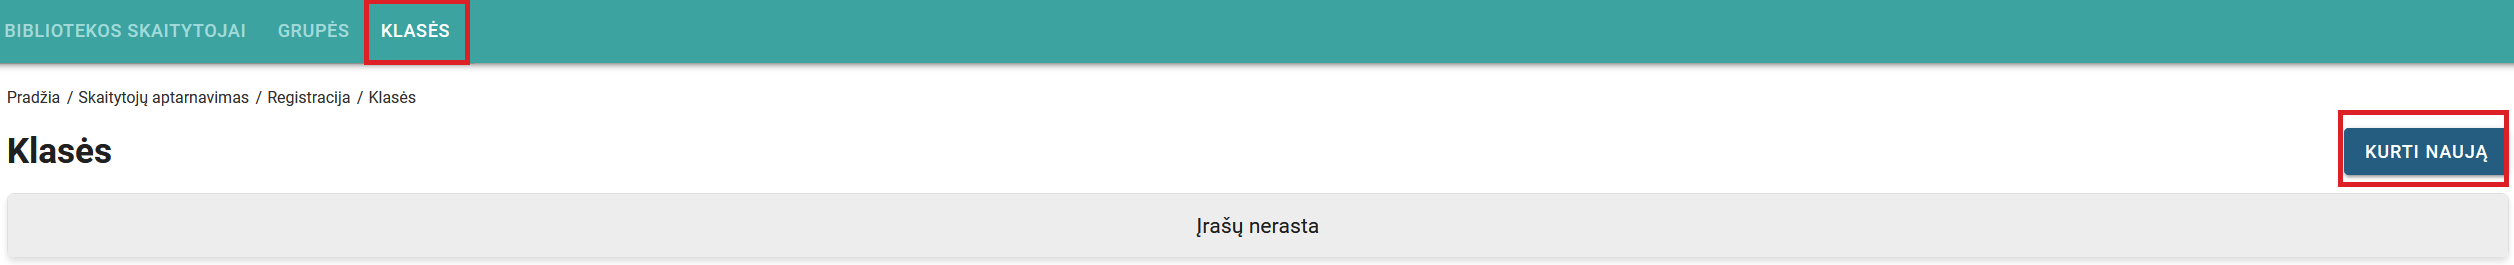 BIBLIOTEKOS SKAITYTOJAI GRUPĖS KLASĖS
Pradžia / Skaitytojų aptarnavimas / Registracija / Klasės
Klasės
KURTI NAUJĄ
Įrašų nerasta